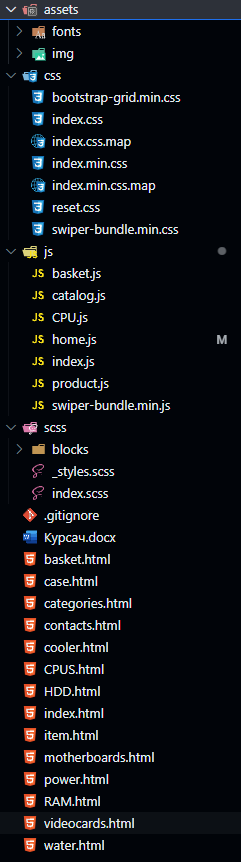 assets
fonts
img
css
bootstrap-grid.min.css
index.css
index.css.map
index.min.css
index.min.css.map
reset.css
swiper-bundle.min.css
js
JS basket.js
JS catalog.js
JS CPU.js
JS home.js M
JS index.js
JS product.js
JS swiper-bundle.min.js
scss
blocks
_styles.scss
index.scss
.gitignore
Курсач.docx
basket.html
case.html
categories.html
contacts.html
cooler.html
CPUS.html
HDD.html
index.html
item.html
motherboards.html
power.html
RAM.html
videocards.html
water.html